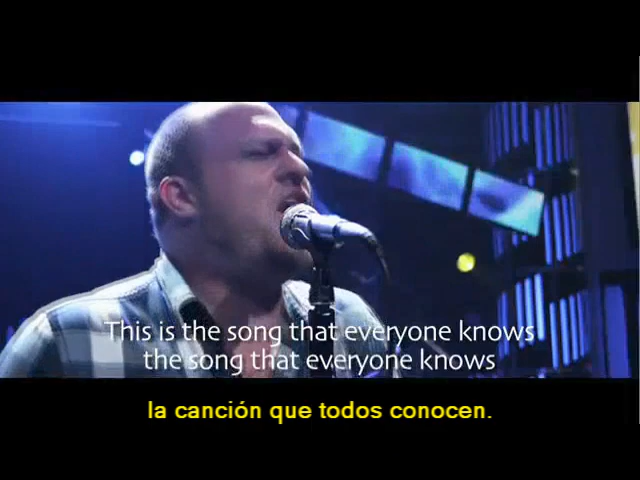 This is the song that everyone knows
the song that everyone knows
la canción que todos conocen.